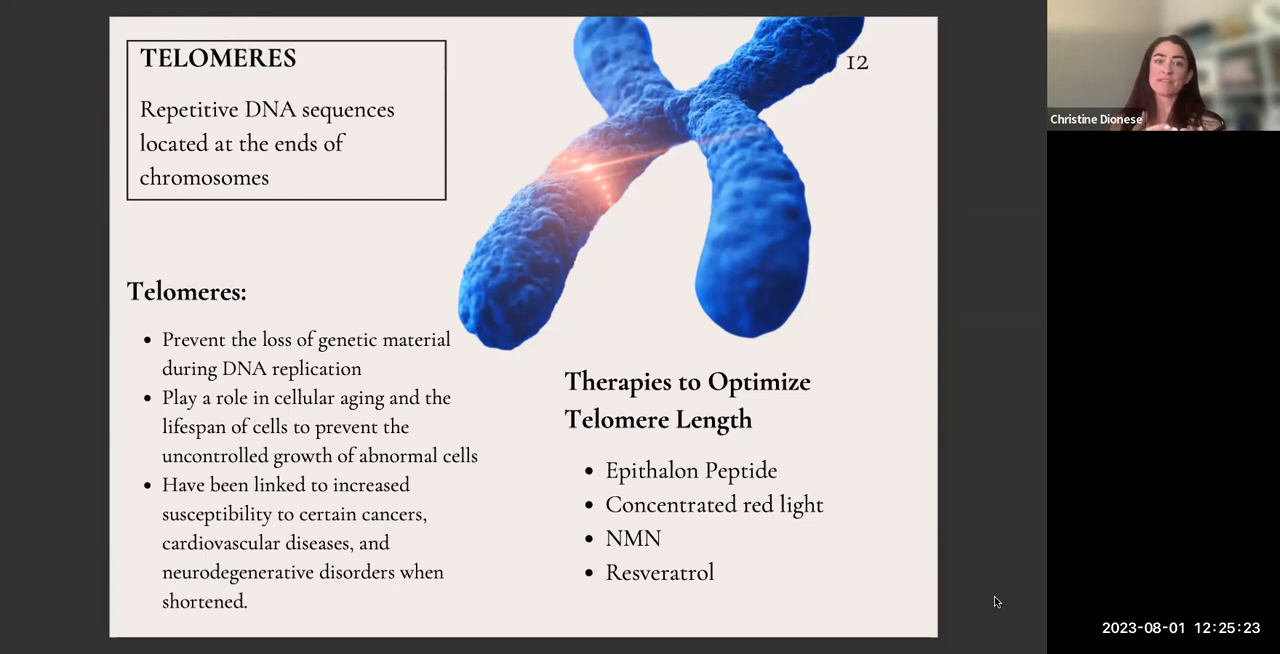 TELOMERES
Repetitive DNA sequences
located at the ends of
chromosomes
12
Telomeres:
• Prevent the loss of genetic material
during DNA replication
• Play a role in cellular aging and the
lifespan of cells to prevent the
uncontrolled growth of abnormal cells
• Have been linked to increased
susceptibility to certain cancers,
cardiovascular diseases, and
neurodegenerative disorders when
shortened.
Therapies to Optimize
Telomere Length
• Epithalon Peptide
• Concentrated red light
• NMN
• Resveratrol
Christine Dionese
2023-08-01 12:25:23